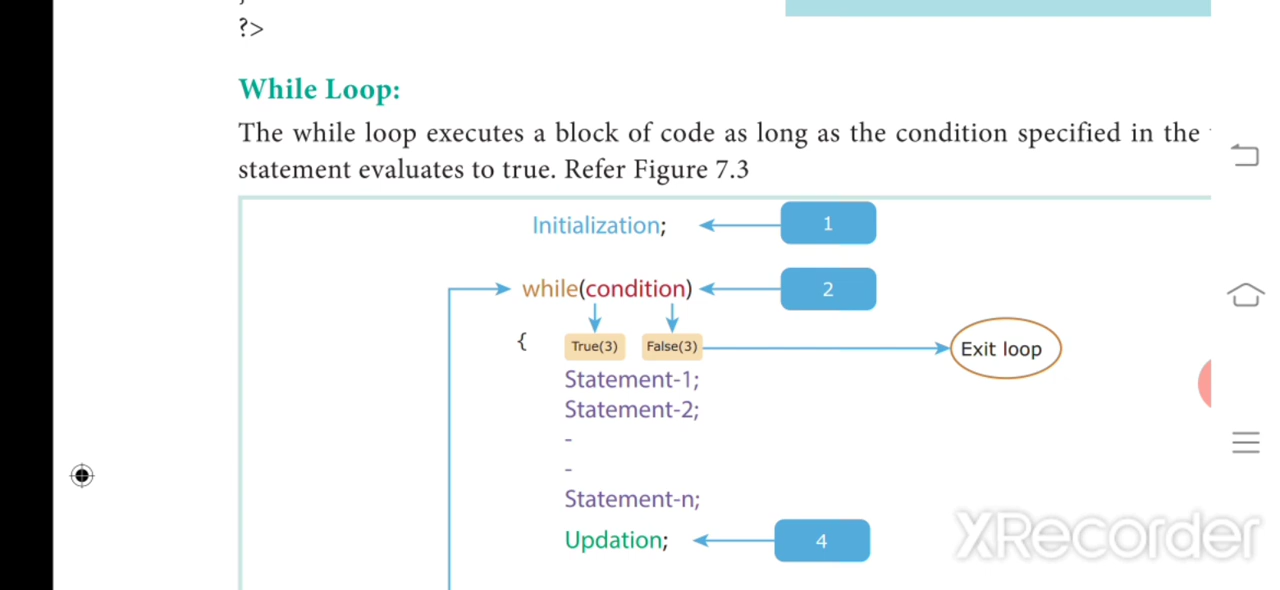 ?>
While Loop:
The while loop executes a block of code as long as the condition specified in the
statement evaluates to true. Refer Figure 7.3
Initialization; 1
while(condition) 2
{ True(3) False(3) Exit loop
Statement-1;
Statement-2;
-
-
Statement-n;
Updation; 4
XRecorder